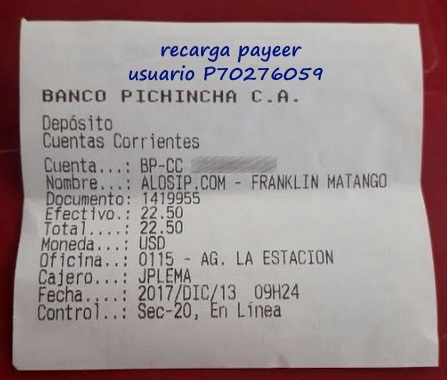 recarga payeer
usuario P70276059
BANCO PICHINCHA C.A.
Depósito
Cuentas Corrientes
Cuenta...: BP-CC
Nombre...: ALOSIP.COM - FRANKLIN MATANGO
Documento: 1419955
Efectivo.: 22.50
Total....: 22.50
Moneda...: USD
Oficina..: 0115 - AG. LA ESTACION
Cajero...: JPLEMA
Fecha....: 2017/DIC/13 09H24
Control..: Sec-20, En Línea